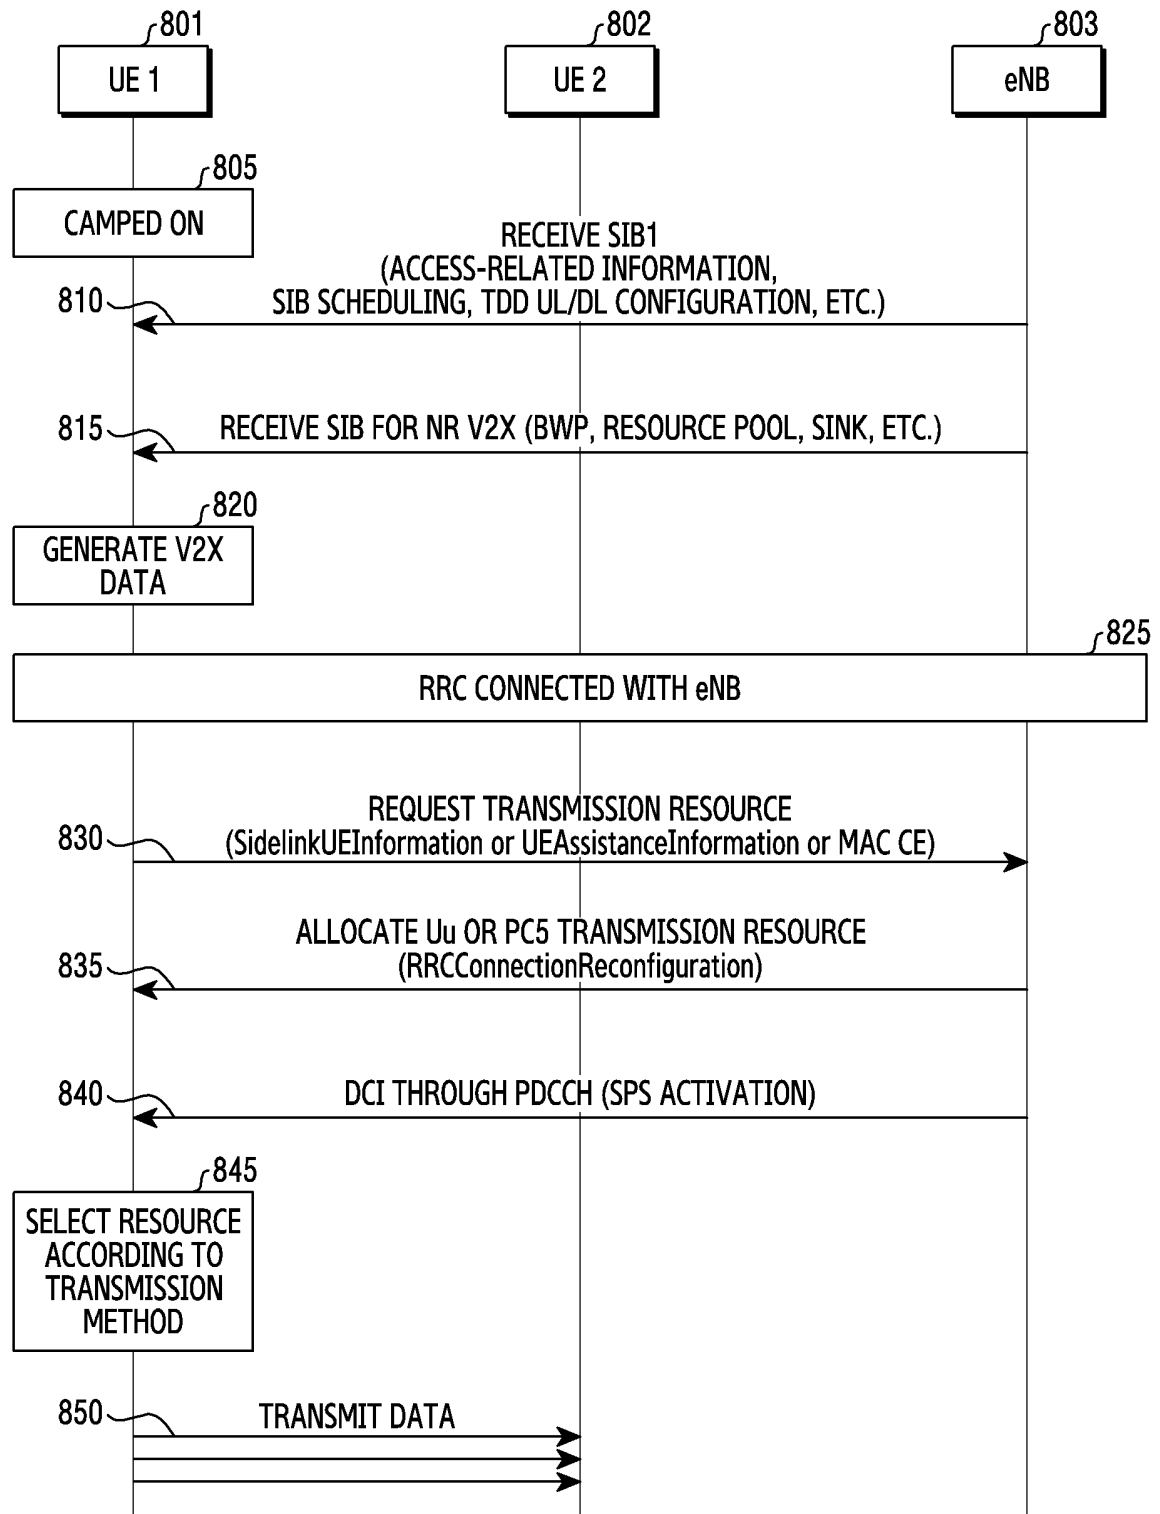 801
802
803
UE 1
UE 2
eNB
805
CAMPED ON
RECEIVE SIB1
(ACCESS-RELATED INFORMATION,
810
SIB SCHEDULING, TDD UL/DL CONFIGURATION, ETC.)
815
RECEIVE SIB FOR NR V2X (BWP, RESOURCE POOL, SINK, ETC.)
820
GENERATE V2X
DATA
825
RRC CONNECTED WITH eNB
REQUEST TRANSMISSION RESOURCE
830
(SidelinkUEInformation or UEAssistanceInformation or MAC CE)
ALLOCATE Uu OR PC5 TRANSMISSION RESOURCE
835
(RRCConnectionReconfiguration)
840
DCI THROUGH PDCCH (SPS ACTIVATION)
845
SELECT RESOURCE
ACCORDING TO
TRANSMISSION
METHOD
850
TRANSMIT DATA